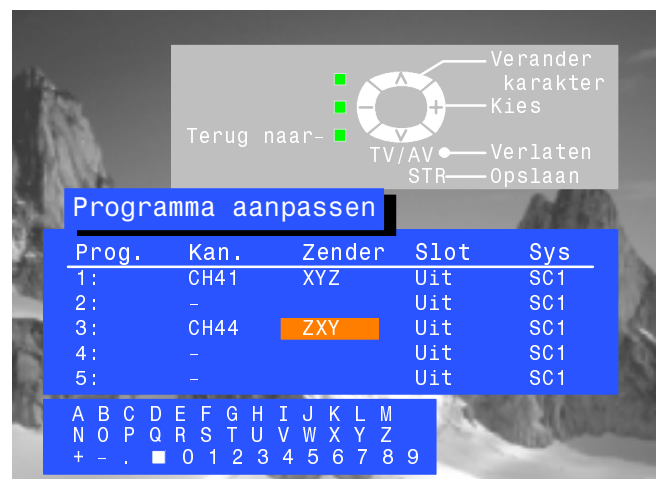 Verander
karakter
Kies
Terug naar
TV/AV Verlaten
STR Opslaan
Programma aanpassen
Prog. Kan. Zender Slot Sys
1: CH41 XYZ Uit SC1
2: – Uit SC1
3: CH44 ZXY Uit SC1
4: – Uit SC1
5: – Uit SC1
A B C D E F G H I J K L M
N O P Q R S T U V W X Y Z
+ – . ■ 0 1 2 3 4 5 6 7 8 9